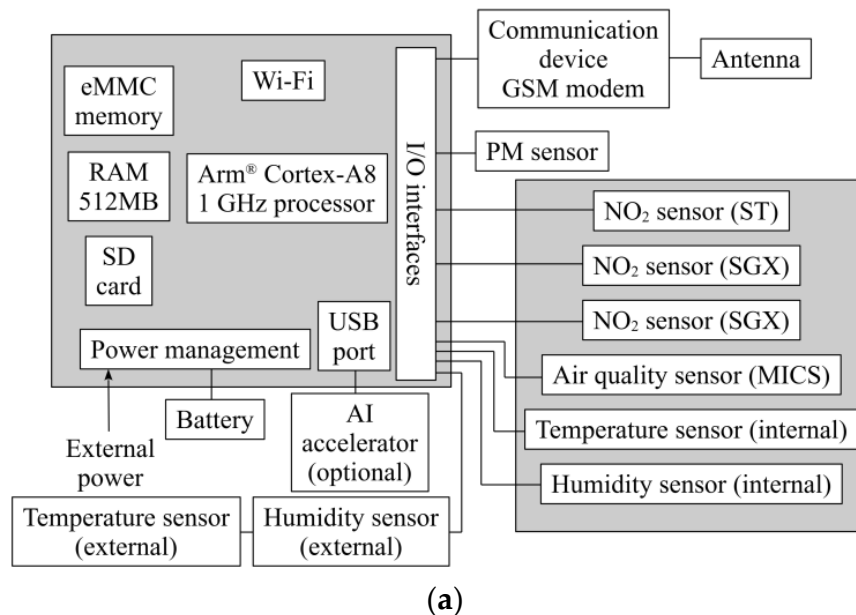 eMMC
memory
Wi-Fi
RAM
512MB
Arm® Cortex-A8
1 GHz processor
SD
card
USB
port
Power management
I/O interfaces
Communication
device
GSM modem
Antenna
PM sensor
NO₂ sensor (ST)
NO₂ sensor (SGX)
NO₂ sensor (SGX)
Air quality sensor (MICS)
Temperature sensor (internal)
Humidity sensor (internal)
Battery
AI
accelerator
(optional)
External
power
Temperature sensor
(external)
Humidity sensor
(external)
(a)